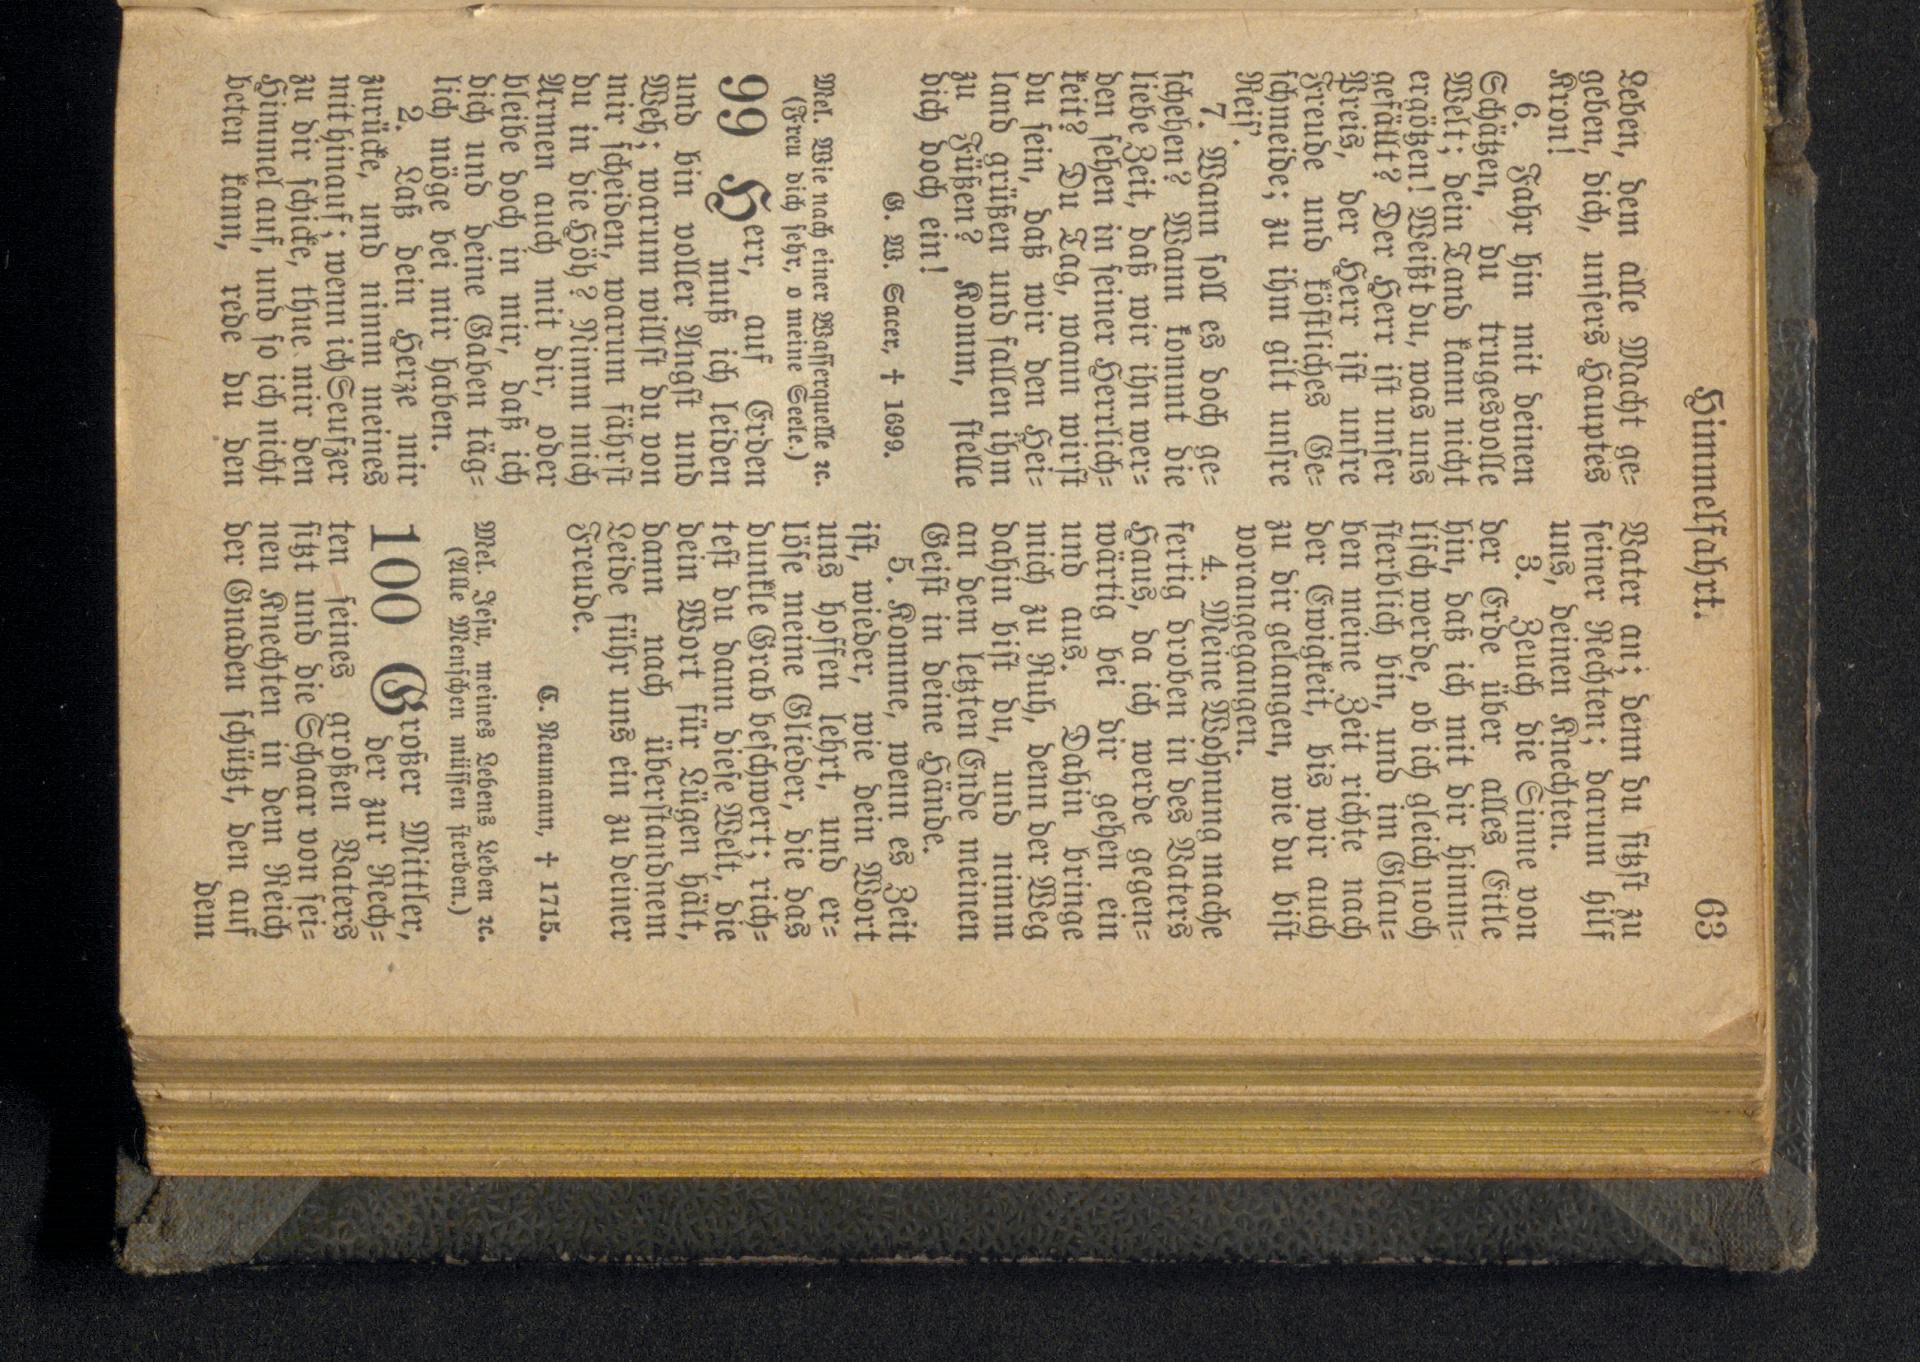 Himmelfahrt. 63
Leben, dem alle Macht ge=
geben, dich, unsers Hauptes
Kron!
6. Fahr hin mit deinen
Schätzen, du trugesvolle
Welt; dein Tand kann nicht
ergötzen! Weißt du, was uns
gefällt? Der Herr ist unser
Preis, der Herr ist unsre
Freude und köstliches Ge=
schmeide; zu ihm gilt unsre
Reis'.
7. Wann soll es doch ge=
schehen? Wann kommt die
liebe Zeit, daß wir ihn wer=
den sehen in seiner Herrlich=
keit? Du Tag, wann wirst
du sein, daß wir den Hei=
land grüßen und fallen ihm
zu Füßen? Komm, stelle
dich doch ein!
G. W. Sacer, † 1699.
Mel. Wie nach einer Wasserquelle ꝛc.
(Freu dich sehr, o meine Seele.)
99 Herr, auf Erden
muß ich leiden
und bin voller Angst und
Weh; warum willst du von
mir scheiden, warum fährst
du in die Höh? Nimm mich
Armen auch mit dir, oder
bleibe doch in mir, daß ich
dich und deine Gaben täg=
lich möge bei mir haben.
2. Laß dein Herze mir
zurücke, und nimm meines
mit hinauf; wenn ich Seufzer
zu dir schicke, thue mir den
Himmel auf, und so ich nicht
beten kann, rede du den
Vater an; denn du sitzst zu
seiner Rechten; darum hilf
uns, deinen Knechten.
3. Zeuch die Sinne von
der Erde über alles Eitle
hin, daß ich mit dir himm=
lisch werde, ob ich gleich noch
sterblich bin, und im Glau=
ben meine Zeit richte nach
der Ewigkeit, bis wir auch
zu dir gelangen, wie du bist
vorangegangen.
4. Meine Wohnung mache
fertig droben in des Vaters
Haus, da ich werde gegen=
wärtig bei dir gehen ein
und aus. Dahin bringe
mich zu Ruh, denn der Weg
dahin bist du, und nimm
an dem letzten Ende meinen
Geist in deine Hände.
5. Komme, wenn es Zeit
ist, wieder, wie dein Wort
uns hoffen lehrt, und er=
löse meine Glieder, die das
dunkle Grab beschwert; rich=
test du dann diese Welt, die
dein Wort für Lügen hält,
dann nach überstandnem
Leide führ uns ein zu deiner
Freude.
C. Neumann, † 1715.
Mel. Jesu, meines Lebens Leben ꝛc.
(Alle Menschen müssen sterben.)
100 Großer Mittler,
der zur Rech=
ten seines großen Vaters
sitzt und die Schaar von sei=
nen Knechten in dem Reich
der Gnaden schützt, den auf
dem